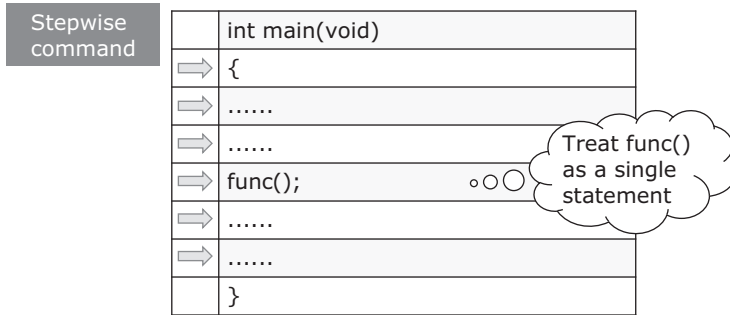 Stepwise
command
int main(void)
{
......
......
func();
Treat func()
as a single
statement
......
......
}